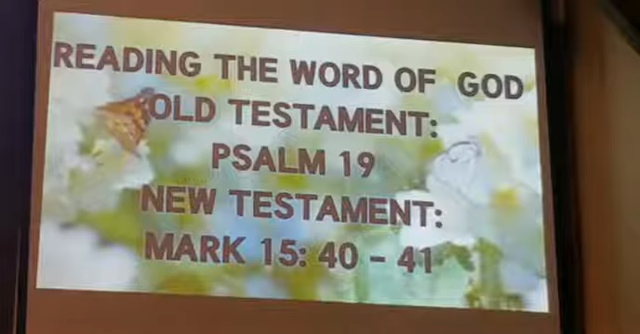 READING THE WORD OF GOD
OLD TESTAMENT:
PSALM 19
NEW TESTAMENT:
MARK 15: 40 - 41